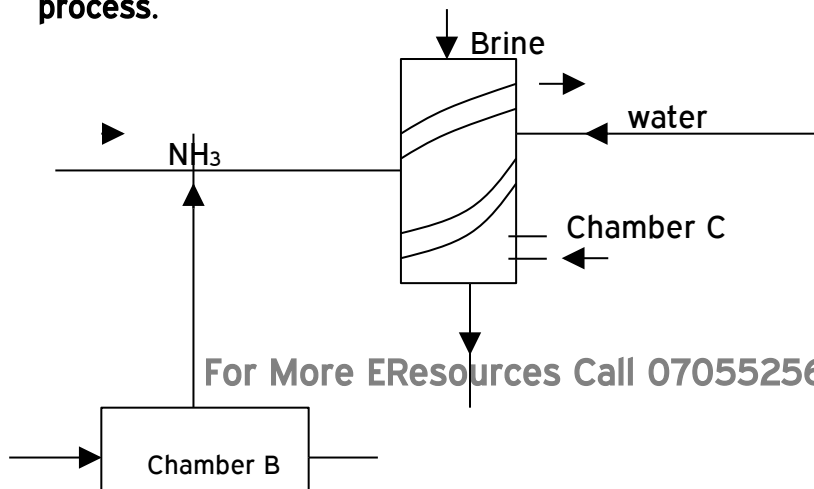 process.
Brine
water
NH₃
Chamber C
For More EResources Call 07055256
Chamber B